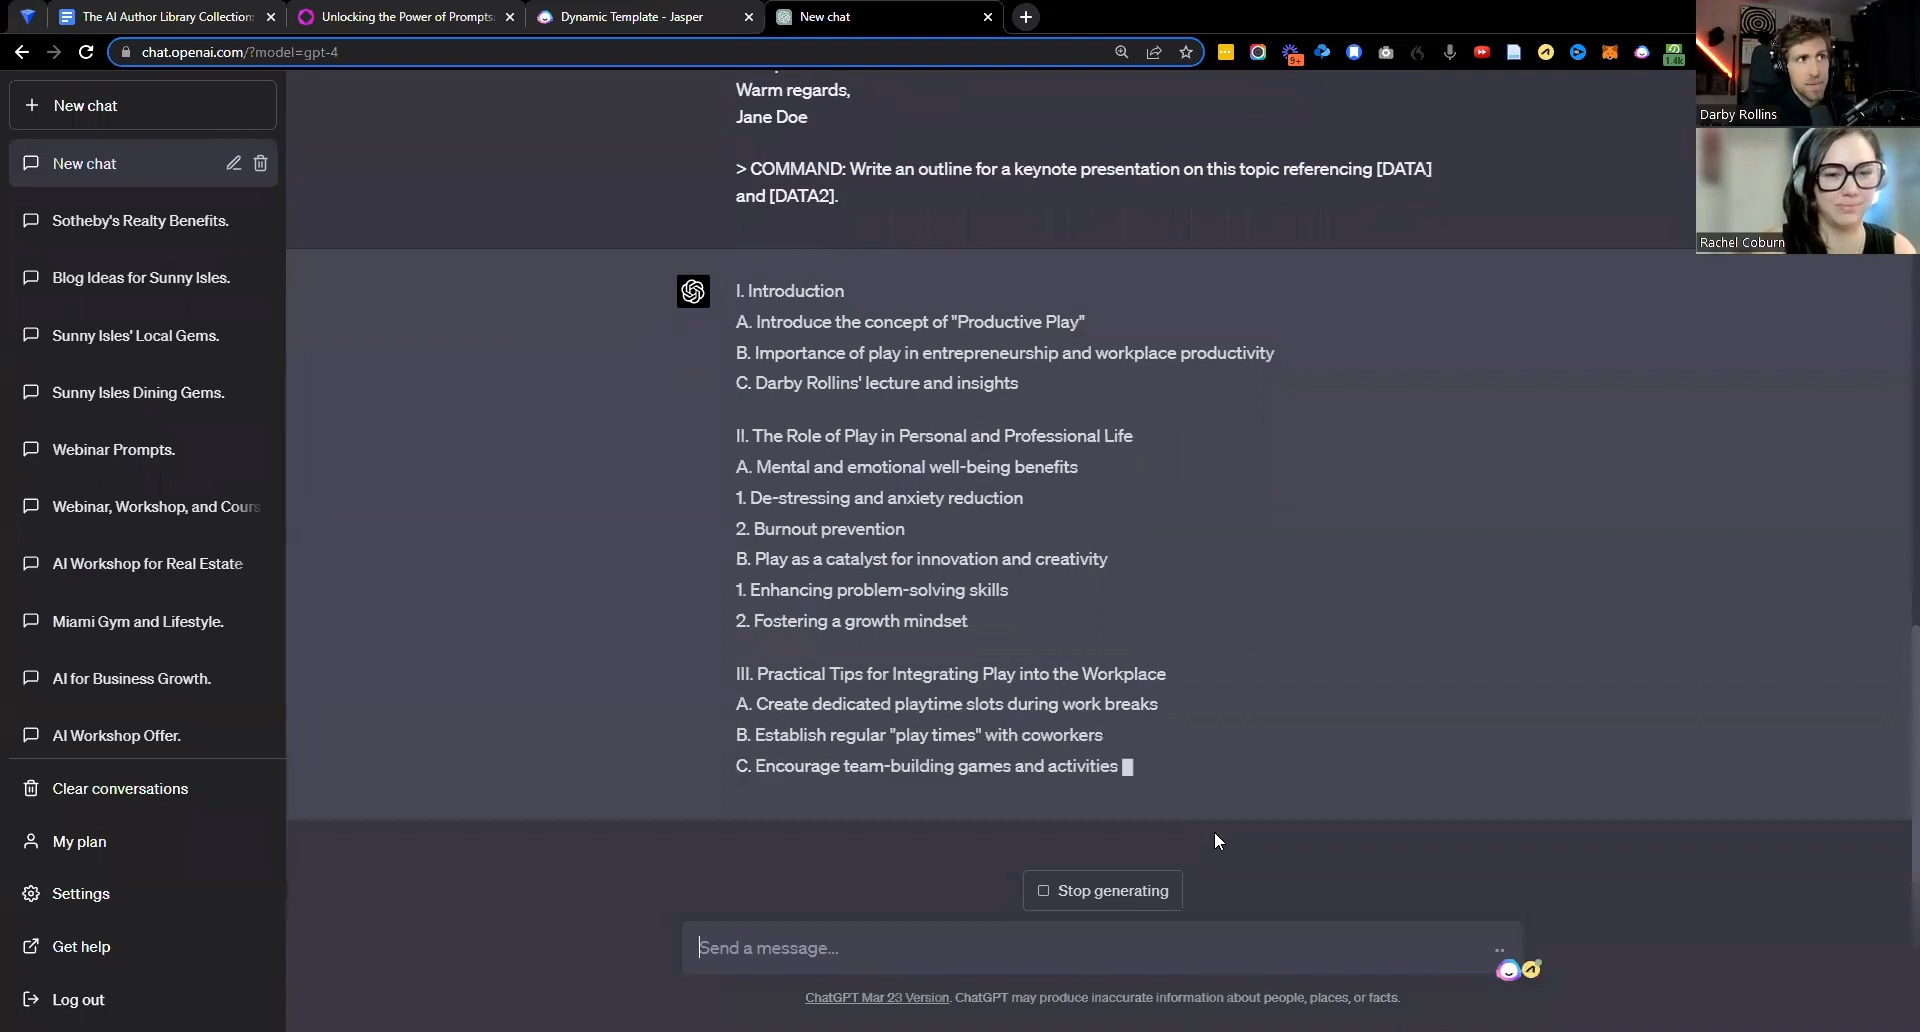 The AI Author Library Collection:
Unlocking the Power of Prompts:
Dynamic Template - Jasper
New chat
chat.openai.com/?model=gpt-4
9+
1.4k
New chat
New chat
Sotheby's Realty Benefits.
Blog Ideas for Sunny Isles.
Sunny Isles' Local Gems.
Sunny Isles Dining Gems.
Webinar Prompts.
Webinar, Workshop, and Cours
AI Workshop for Real Estate
Miami Gym and Lifestyle.
AI for Business Growth.
AI Workshop Offer.
Clear conversations
My plan
Settings
Get help
Log out
Warm regards,
Jane Doe
> COMMAND: Write an outline for a keynote presentation on this topic referencing [DATA]
and [DATA2].
I. Introduction
A. Introduce the concept of "Productive Play"
B. Importance of play in entrepreneurship and workplace productivity
C. Darby Rollins' lecture and insights
II. The Role of Play in Personal and Professional Life
A. Mental and emotional well-being benefits
1. De-stressing and anxiety reduction
2. Burnout prevention
B. Play as a catalyst for innovation and creativity
1. Enhancing problem-solving skills
2. Fostering a growth mindset
III. Practical Tips for Integrating Play into the Workplace
A. Create dedicated playtime slots during work breaks
B. Establish regular "play times" with coworkers
C. Encourage team-building games and activities
Stop generating
Send a message...
ChatGPT Mar 23 Version. ChatGPT may produce inaccurate information about people, places, or facts.
Darby Rollins
Rachel Coburn